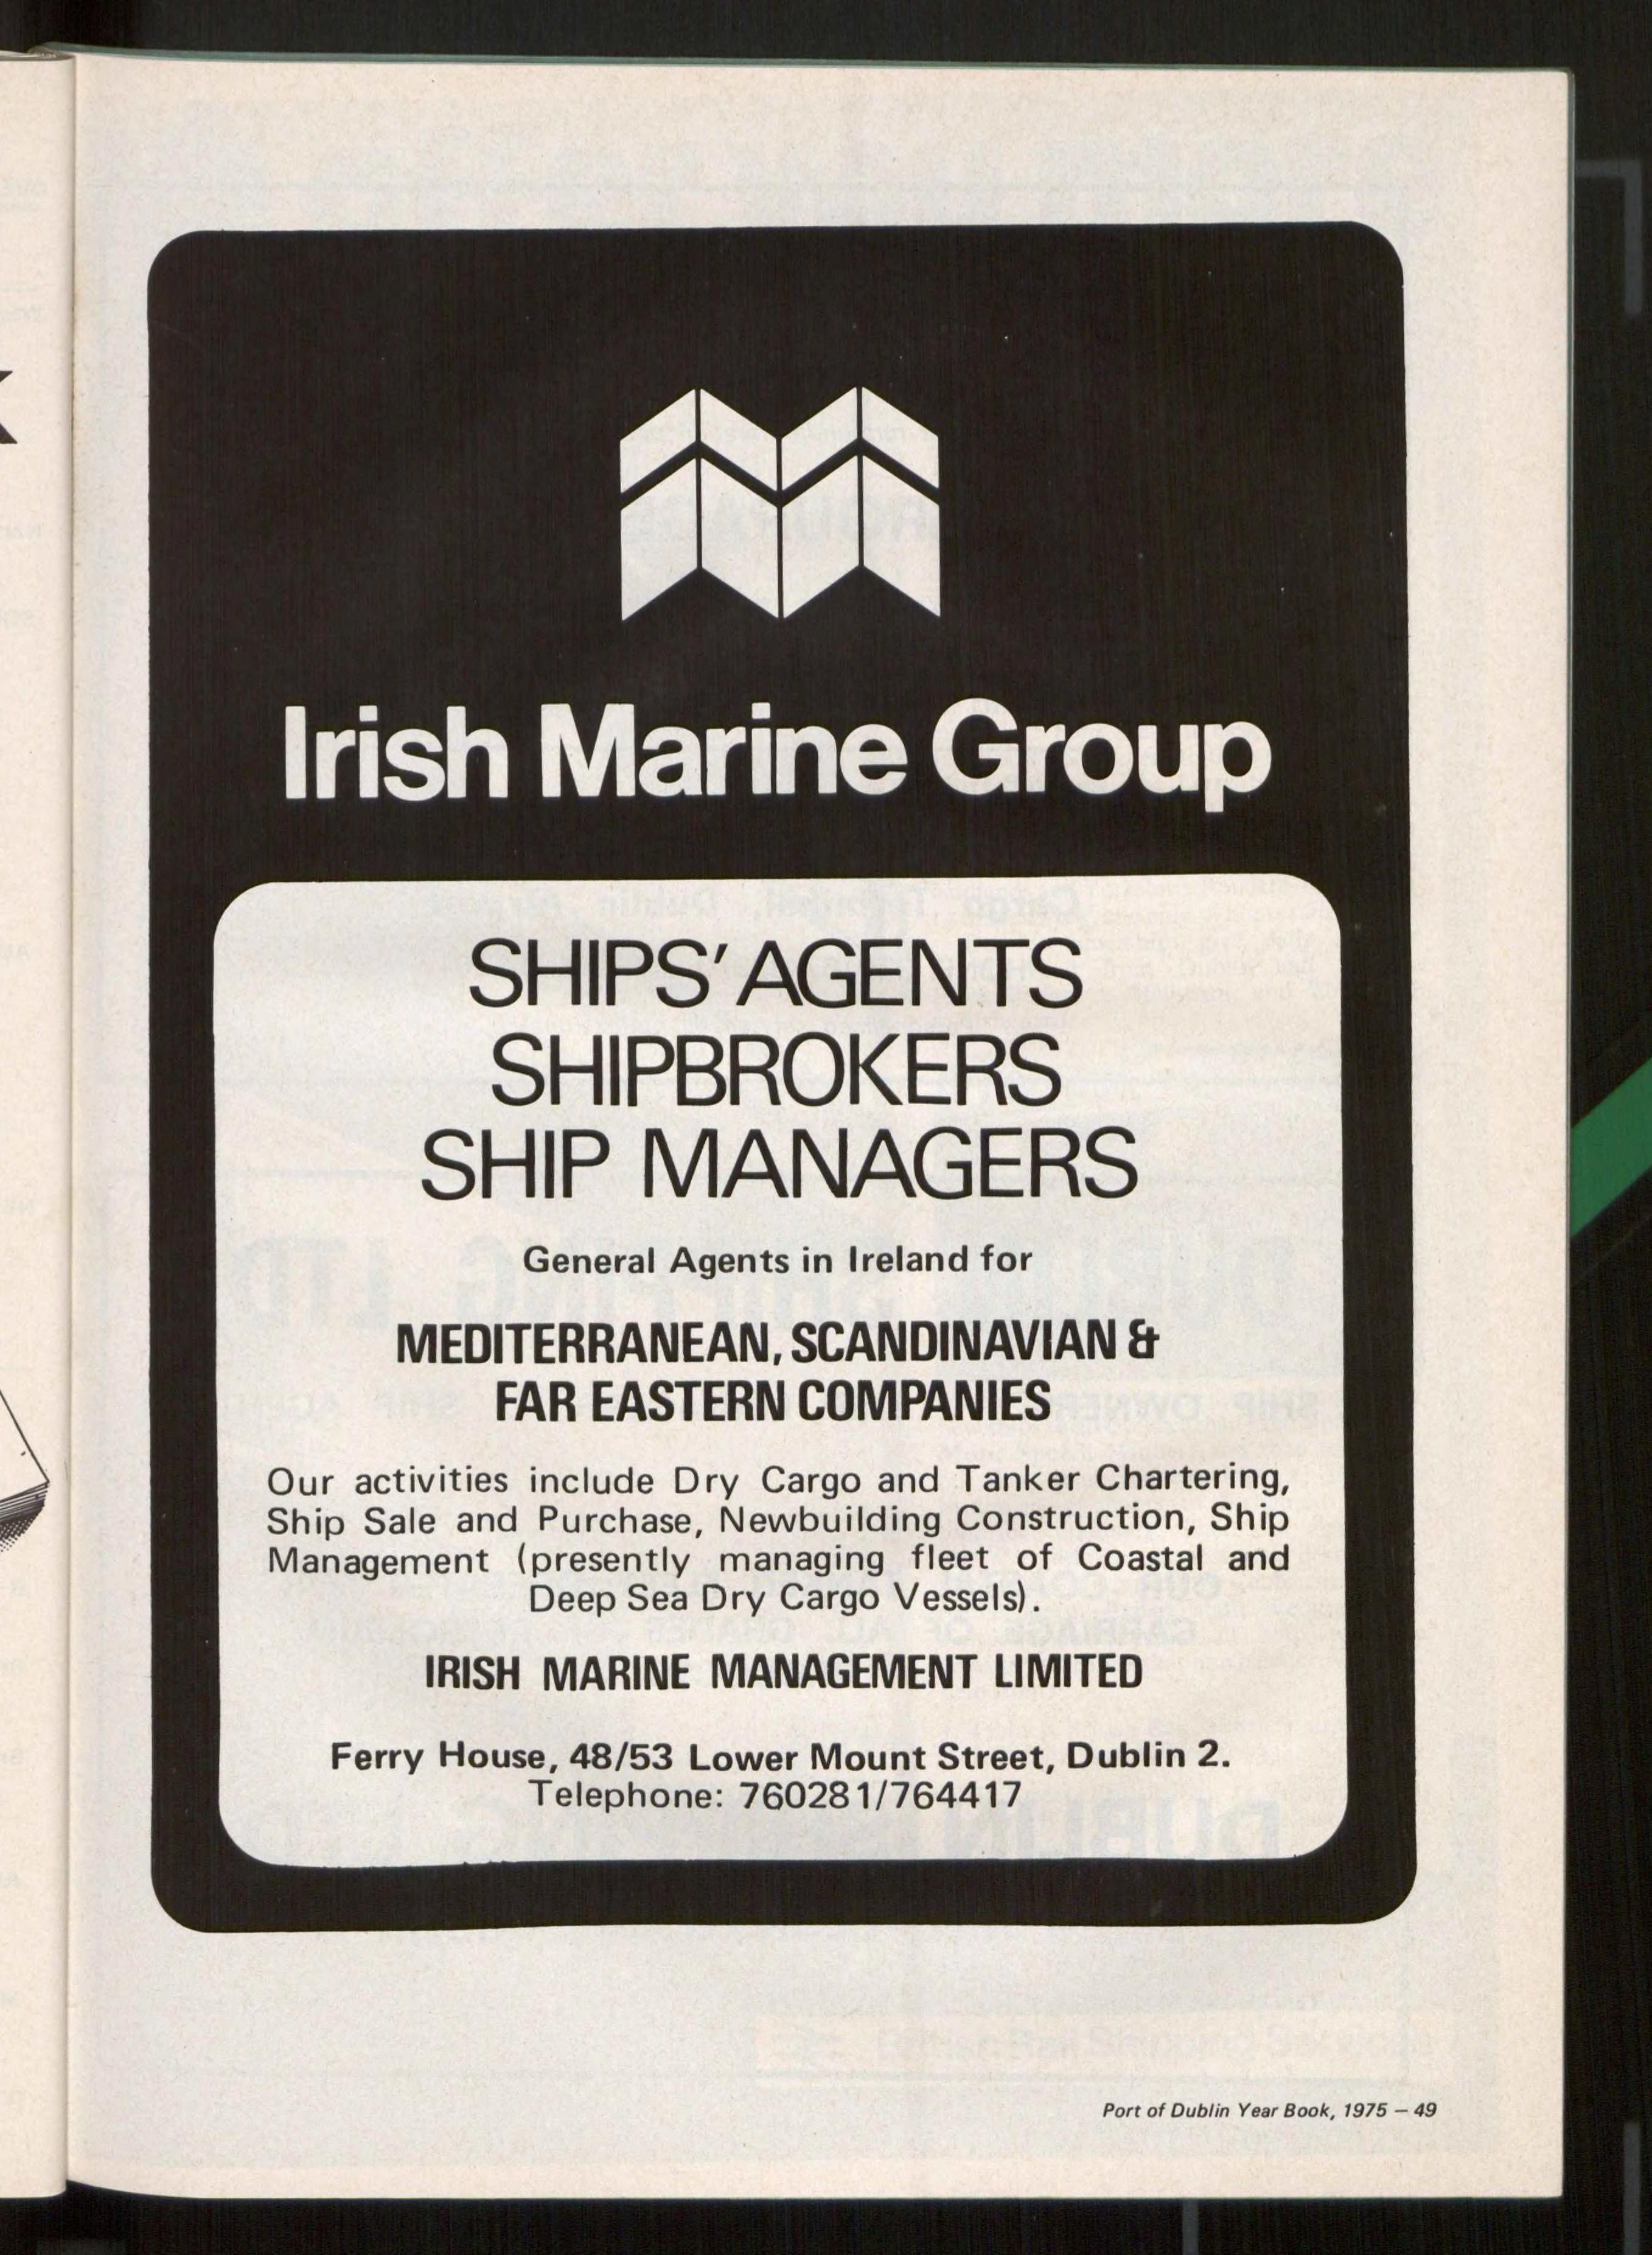 Irish Marine Group
SHIPS' AGENTS
SHIPBROKERS
SHIP MANAGERS
General Agents in Ireland for
MEDITERRANEAN, SCANDINAVIAN &
FAR EASTERN COMPANIES
Our activities include Dry Cargo and Tanker Chartering,
Ship Sale and Purchase, Newbuilding Construction, Ship
Management (presently managing fleet of Coastal and
Deep Sea Dry Cargo Vessels).
IRISH MARINE MANAGEMENT LIMITED
Ferry House, 48/53 Lower Mount Street, Dublin 2.
Telephone: 760281/764417
Port of Dublin Year Book, 1975 – 49